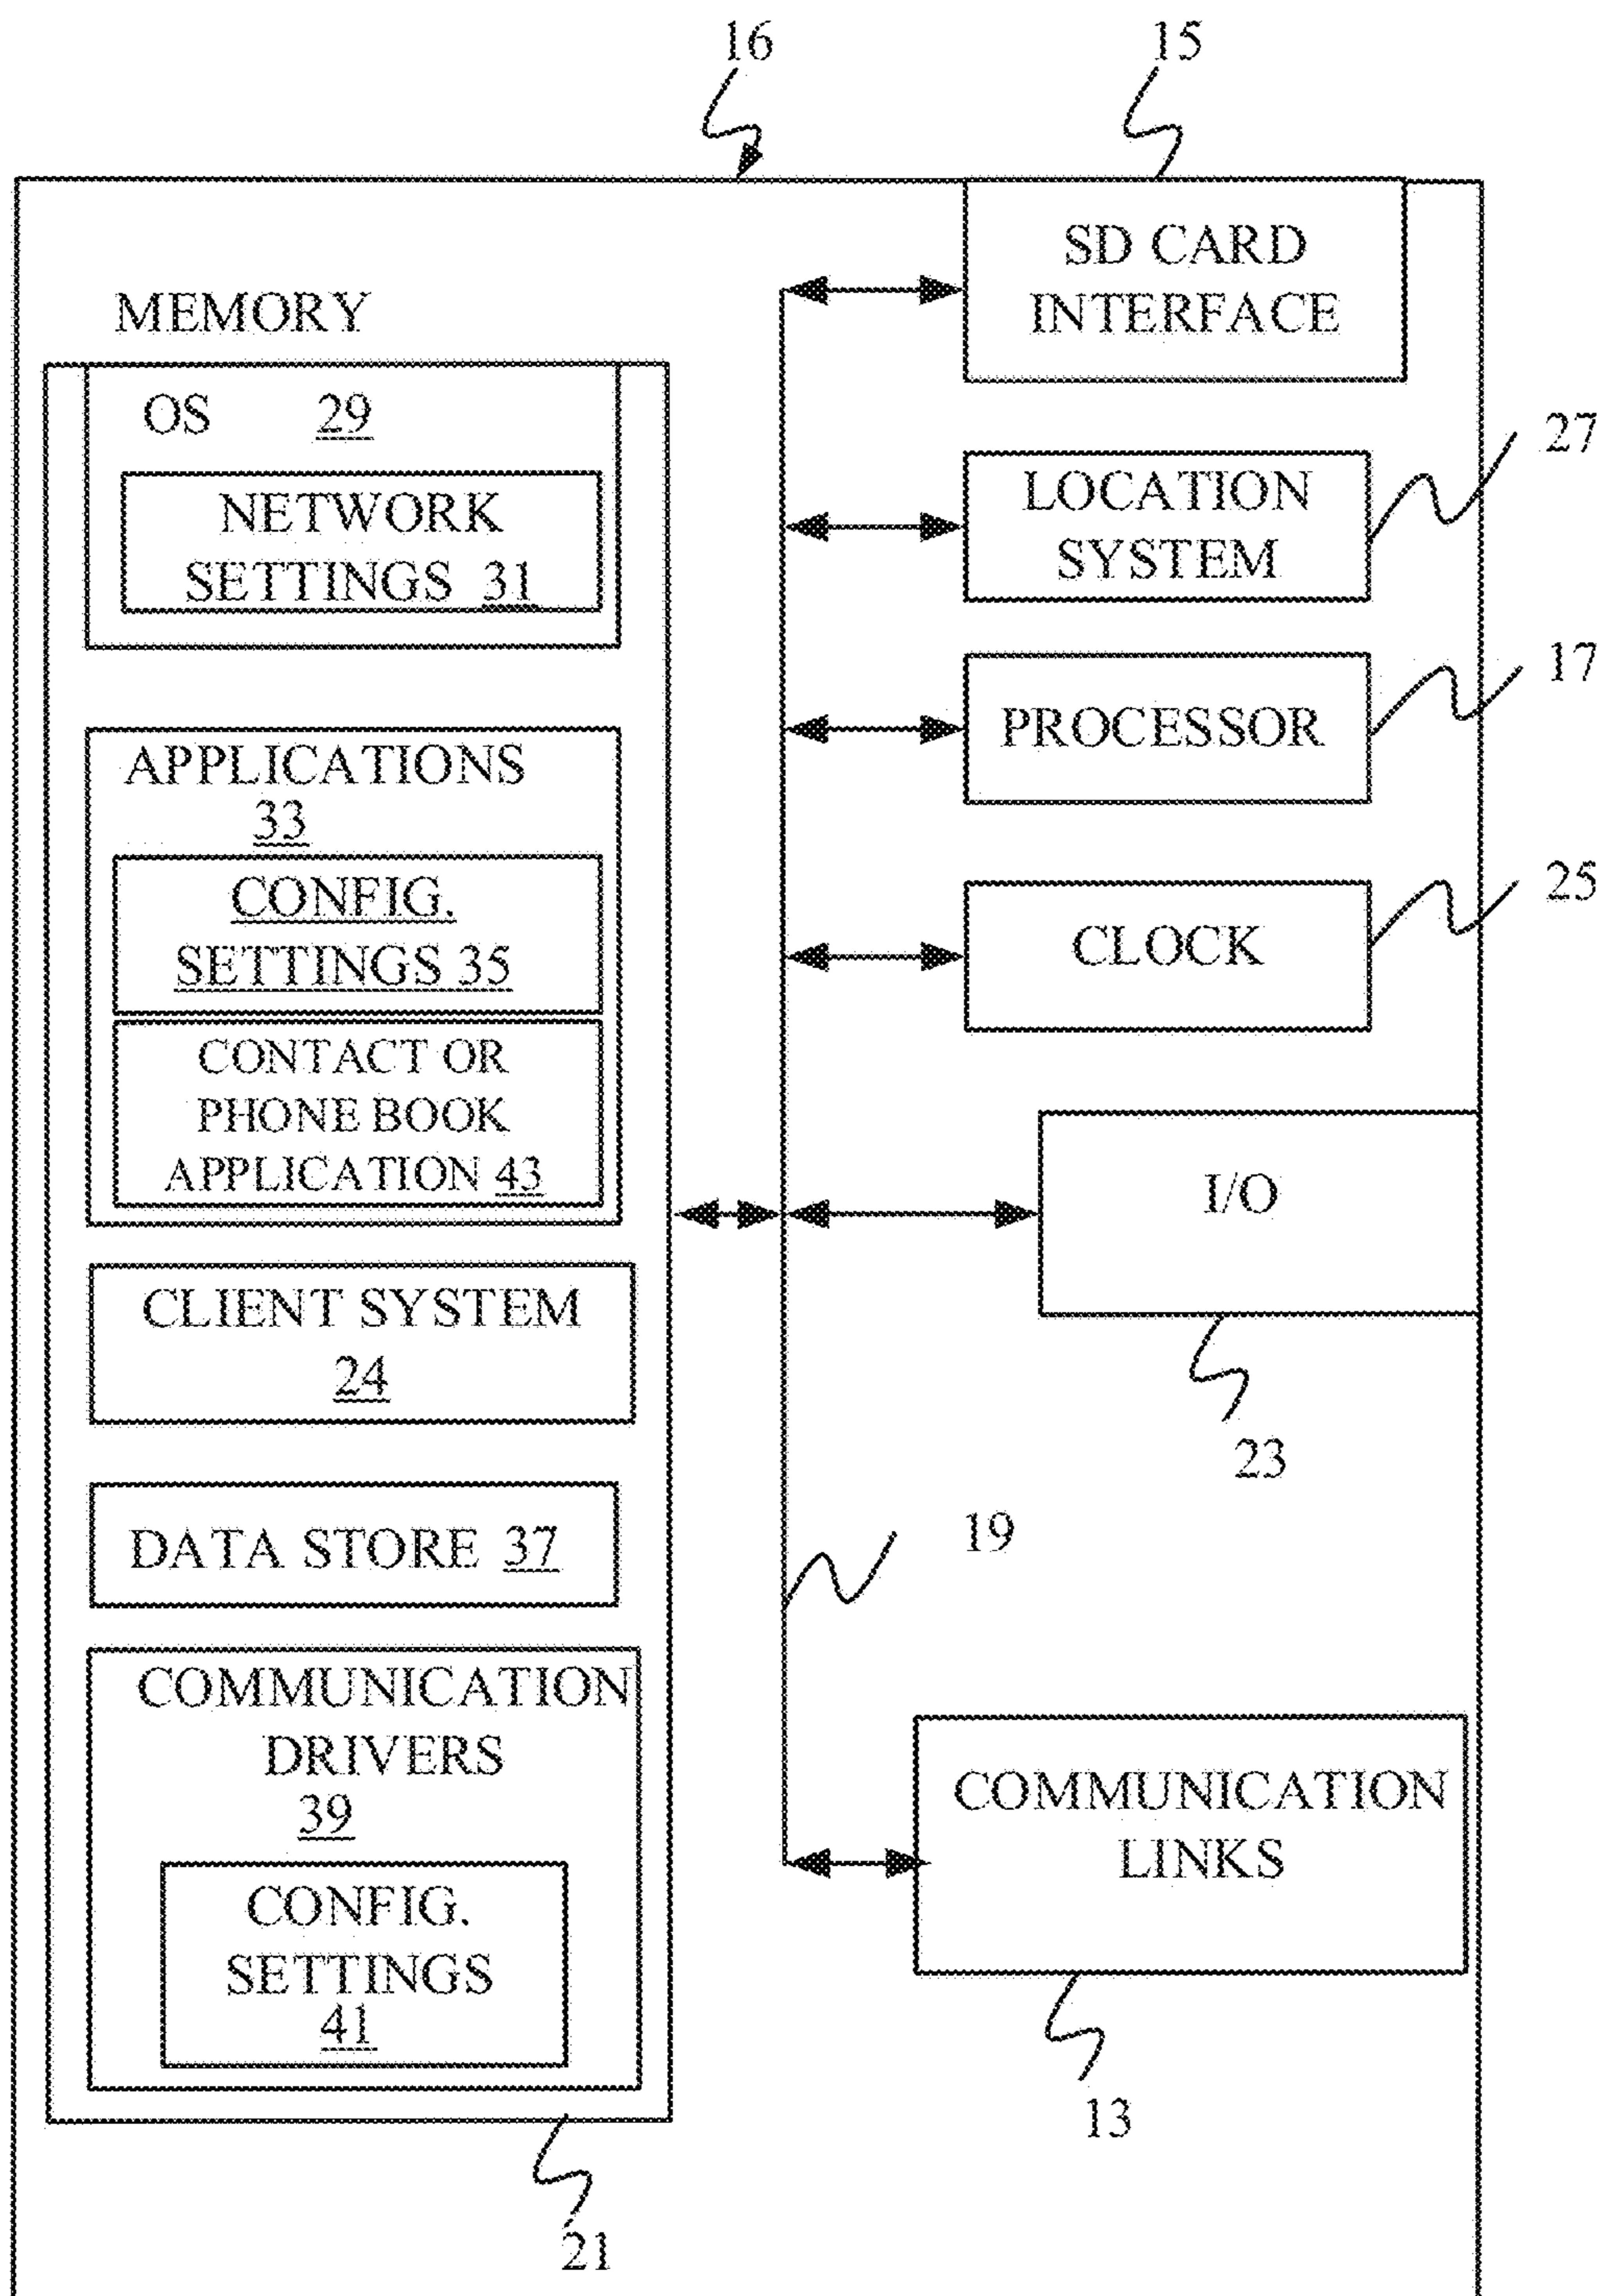 16
15
SD CARD
INTERFACE
MEMORY
OS 29
NETWORK
SETTINGS 31
27
LOCATION
SYSTEM
17
PROCESSOR
APPLICATIONS
33
CONFIG.
SETTINGS 35
25
CLOCK
CONTACT OR
PHONE BOOK
APPLICATION 43
I/O
23
CLIENT SYSTEM
24
19
DATA STORE 37
COMMUNICATION
DRIVERS
39
CONFIG.
SETTINGS
41
COMMUNICATION
LINKS
13
21